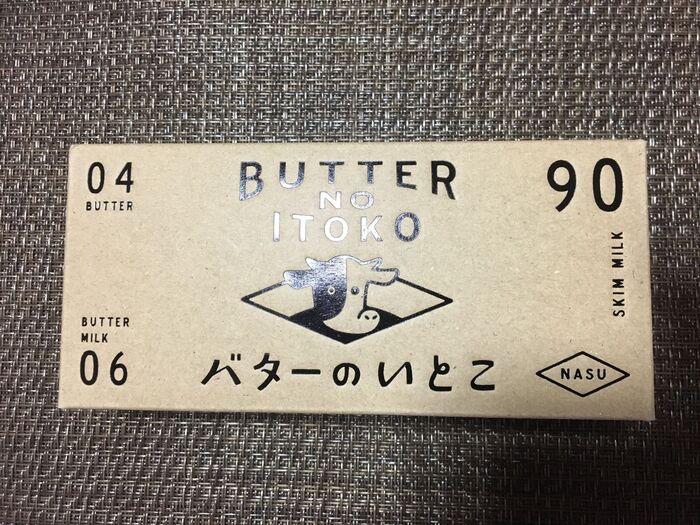 04
BUTTER
BUTTER
NO
ITOKO
90
SKIM MILK
BUTTER
MILK
06
バターのいとこ
NASU